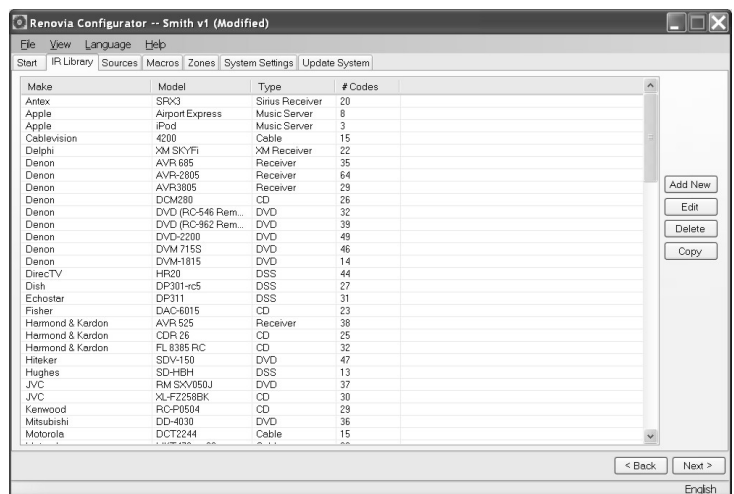 Renovia Configurator -- Smith v1 (Modified)
File View Language Help
Start IR Library Sources Macros Zones System Settings Update System
Make Model Type # Codes
Antex SRX3 Sirius Receiver 20
Apple Airport Express Music Server 8
Apple iPod Music Server 3
Cablevision 4200 Cable 15
Delphi XM SKYFi XM Receiver 22
Denon AVR 685 Receiver 35
Denon AVR-2805 Receiver 64
Denon AVR3805 Receiver 29
Denon DCM280 CD 26
Denon DVD (RC-546 Rem... DVD 32
Denon DVD (RC-962 Rem... DVD 39
Denon DVD-2200 DVD 49
Denon DVM 715S DVD 46
Denon DVM-1815 DVD 14
DirecTV HR20 DSS 44
Dish DP301-rc5 DSS 27
Echostar DP311 DSS 31
Fisher DAC-6015 CD 23
Harmond & Kardon AVR 525 Receiver 38
Harmond & Kardon CDR 26 CD 25
Harmond & Kardon FL 8385 RC CD 32
Hiteker SDV-150 DVD 47
Hughes SD-HBH DSS 13
JVC RM SXV050J DVD 37
JVC XL-FZ258BK CD 30
Kenwood RC-P0504 CD 29
Mitsubishi DD-4030 DVD 36
Motorola DCT2244 Cable 15
Add New
Edit
Delete
Copy
< Back Next >
English